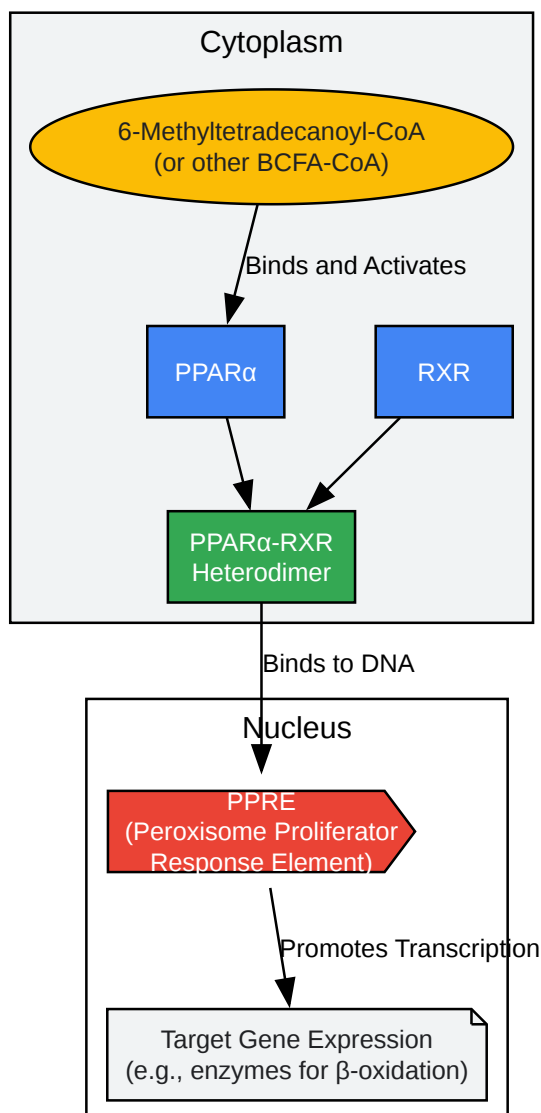 Cytoplasm
6-Methyltetradecanoyl-CoA
(or other BCFA-CoA)
Binds and Activates
PPARα
RXR
PPARα-RXR
Heterodimer
Binds to DNA
Nucleus
PPRE
(Peroxisome Proliferator
Response Element)
Promotes Transcription
Target Gene Expression
(e.g., enzymes for β-oxidation)